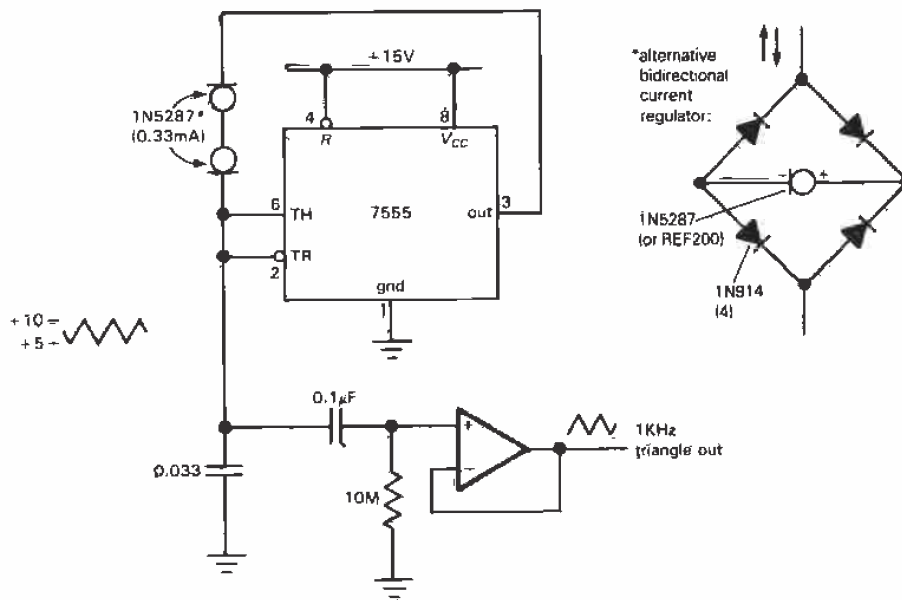 +15V
*alternative
bidirectional
current
regulator:
1N5287*
(0.33mA)
4
8
R
VCC
- +
6
TH
7555
out
3
1N5287
(or REF200)
TR
2
gnd
1
1N914
(4)
+10
+5
0.1μF
+
1KHz
triangle out
-
0.033
10M